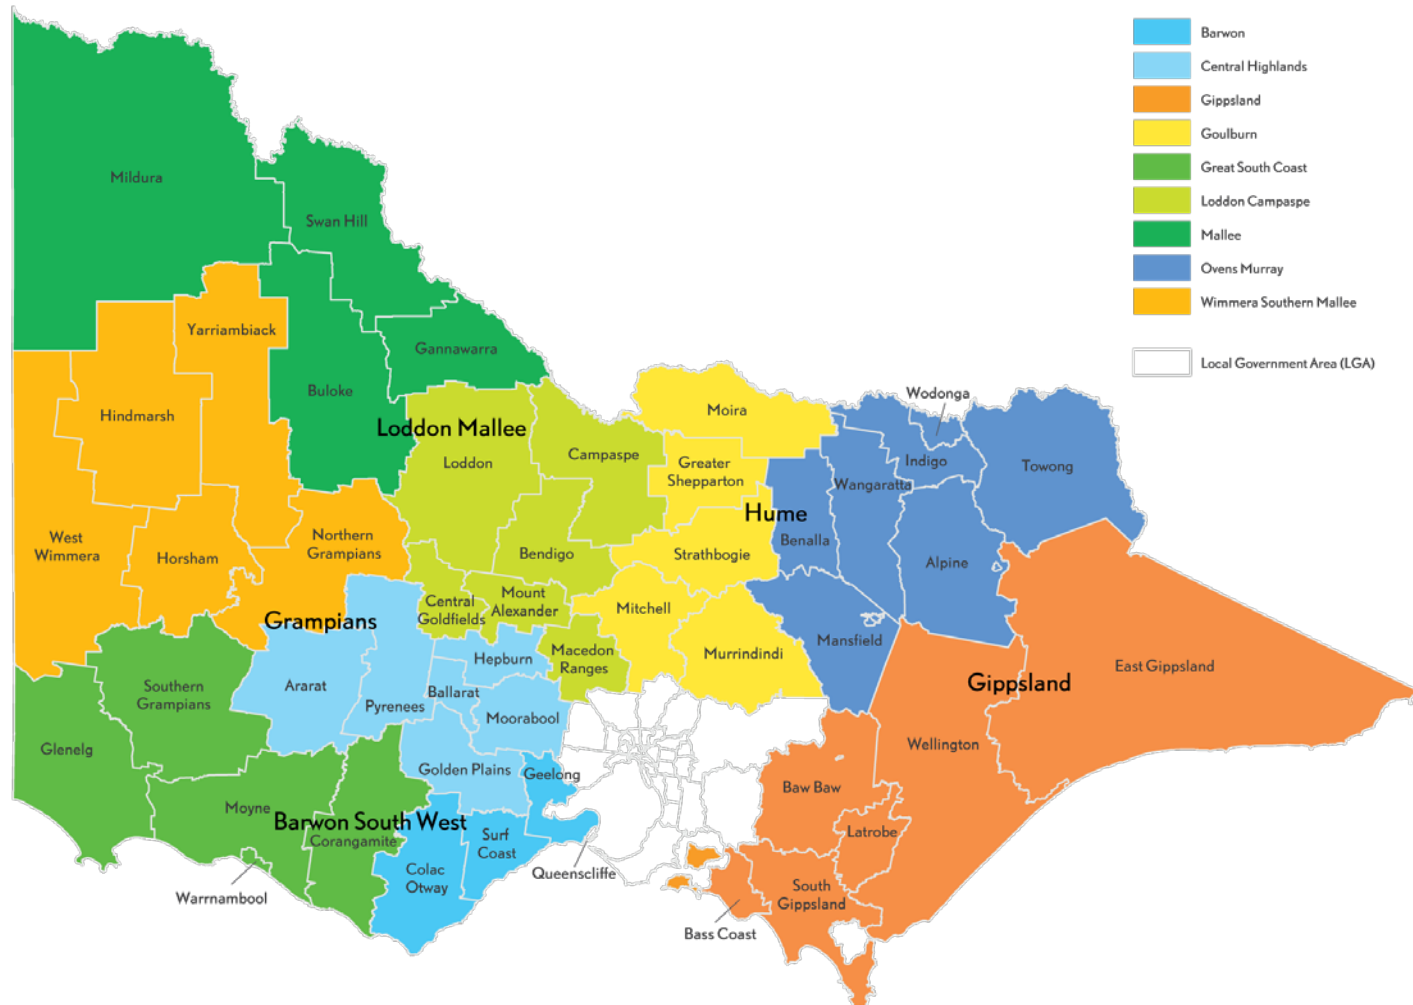 Barwon
Central Highlands
Gippsland
Goulburn
Great South Coast
Loddon Campaspe
Mallee
Ovens Murray
Wimmera Southern Mallee
Local Government Area (LGA)
Mildura
Swan Hill
Yarriambiack
Gannawarra
Hindmarsh
Buloke
Loddon Mallee
Loddon
Campaspe
Moira
Wodonga
Greater
Shepparton
Indigo
Wangaratta
Towong
Hume
Benalla
West
Wimmera
Horsham
Northern
Grampians
Bendigo
Strathbogie
Alpine
Grampians
Central
Goldfields
Mount
Alexander
Mitchell
Mansfield
Macedon
Ranges
Murrindindi
East Gippsland
Gippsland
Southern
Grampians
Ararat
Pyrenees
Hepburn
Ballarat
Moorabool
Glenelg
Wellington
Golden Plains
Geelong
Baw Baw
Moyne
Barwon South West
Corangamite
Surf
Coast
Latrobe
Colac
Otway
Queenscliffe
Warrnambool
South
Gippsland
Bass Coast